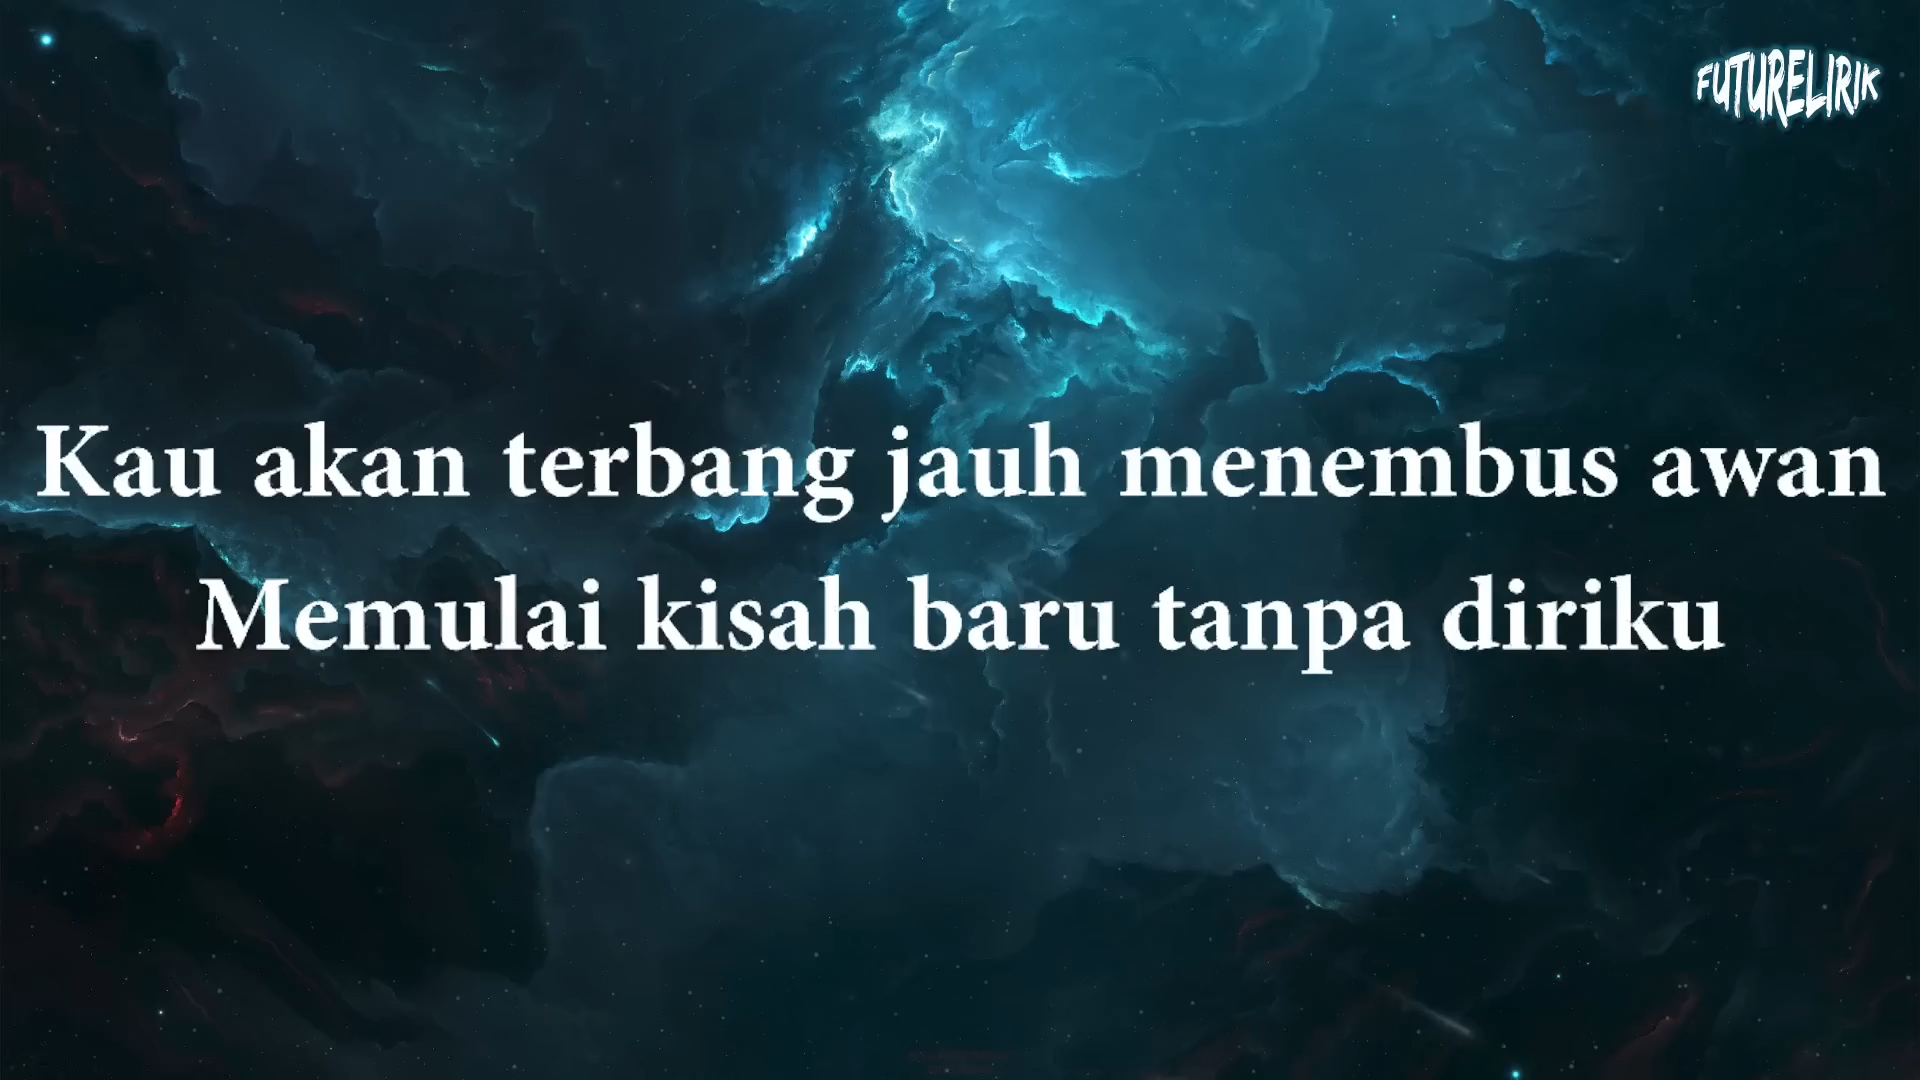 FUTURELIRIK
Kau akan terbang jauh menembus awan
Memulai kisah baru tanpa diriku